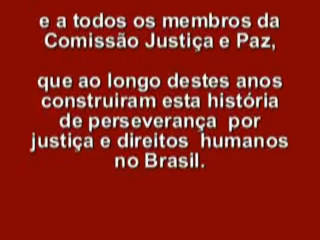 e a todos os membros da
Comissão Justiça e Paz,
que ao longo destes anos
construiram esta história
de perseverança por
justiça e direitos humanos
no Brasil.